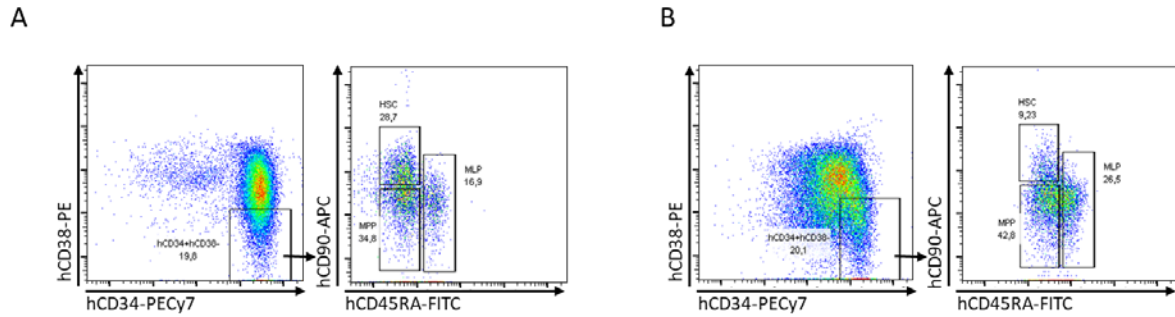 A
hCD38-PE
hCD34+hCD38-
19,8
hCD34-PECy7
hCD90-APC
HSC
28,7
MLP
16,9
MPP
34,8
hCD45RA-FITC
B
hCD38-PE
hCD34+hCD38-
20,1
hCD34-PECy7
hCD90-APC
HSC
9,23
MLP
26,5
MPP
42,8
hCD45RA-FITC